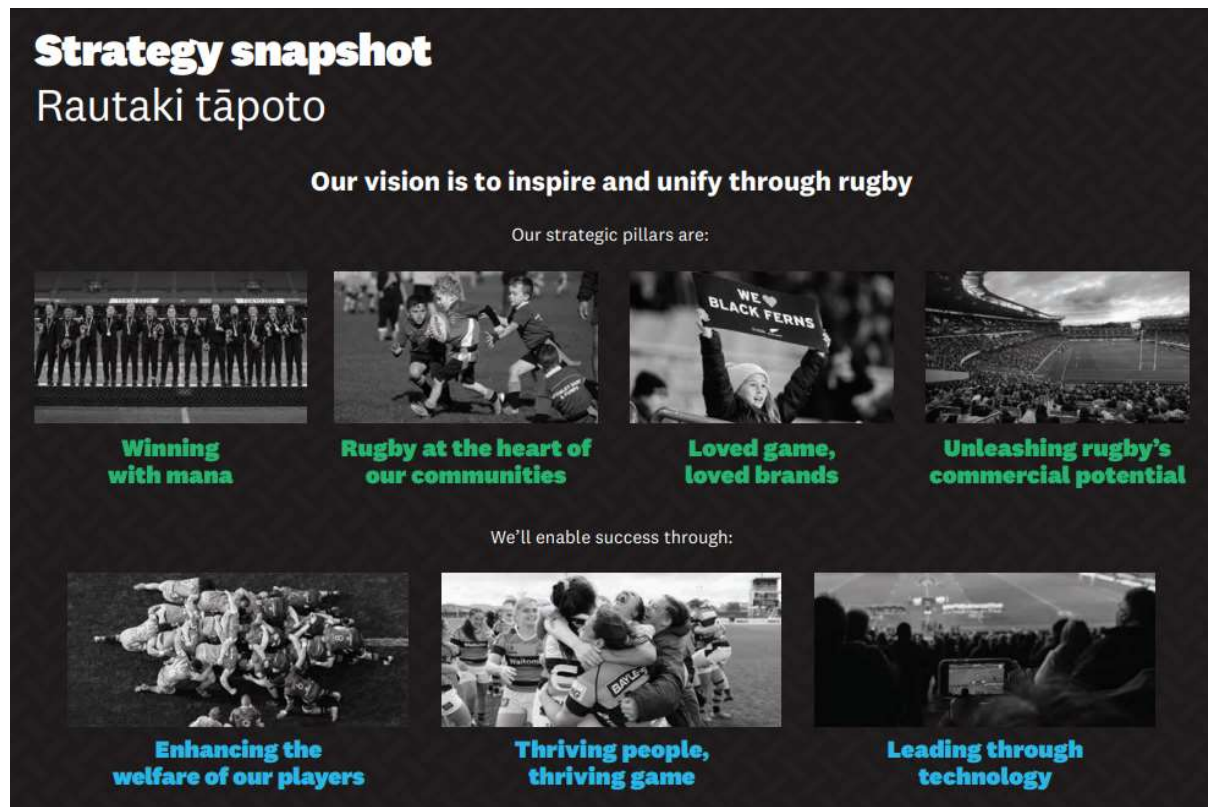 Strategy snapshot
Rautaki tāpoto
Our vision is to inspire and unify through rugby
Our strategic pillars are:
WE ♥
BLACK FERNS
Winning
with mana
Rugby at the heart of
our communities
Loved game,
loved brands
Unleashing rugby’s
commercial potential
We’ll enable success through:
Waikato
BAYLEYS
Enhancing the
welfare of our players
Thriving people,
thriving game
Leading through
technology